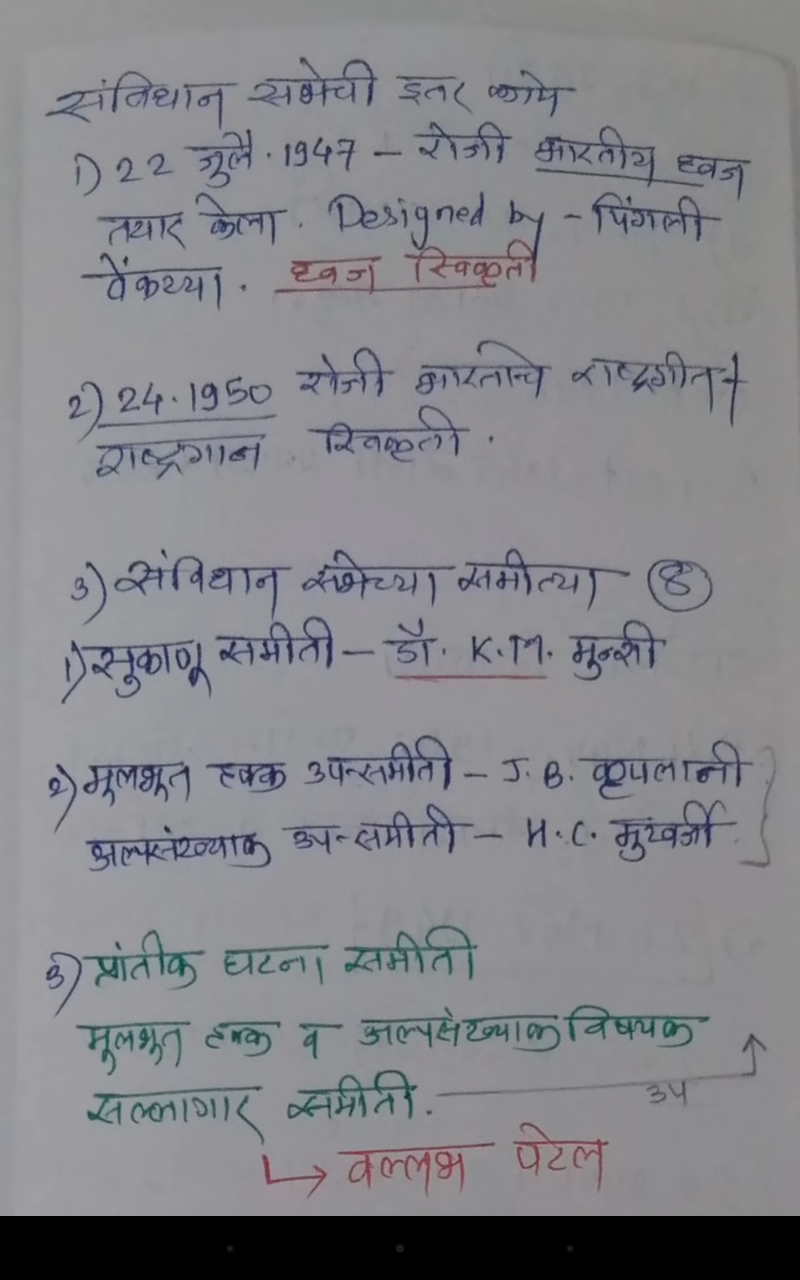 संविधान सभेची इतर कामे
1) 22 जुलै. 1947 – रोजी भारतीय ध्वज
तयार केला. Designed by – पिंगली
वेंकय्या. ध्वज स्विकृती
2) 24.1950 रोजी भारताचे राष्ट्रगीत +
राष्ट्रगान स्विकृती.
3) संविधान सभेच्या समीत्या 8
1) सुकाणू समीती – डॉ. K.M. मुन्शी
2) मूलभूत हक्क उपसमीती – J.B. कृपलानी
अल्पसंख्याक उप-समीती – H.C. मुखर्जी
3) प्रांतीक घटना समीती
मूलभूत हक्क व अल्पसंख्याक विषयक
सल्लागार समीती.
उप
↳ वल्लभ पटेल